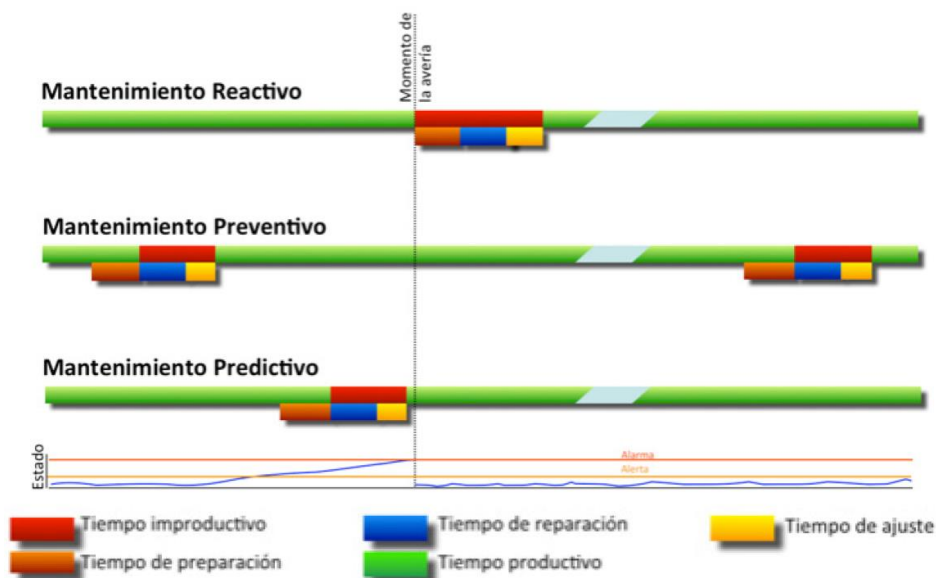 Momento de
la avería
Mantenimiento Reactivo
Mantenimiento Preventivo
Mantenimiento Predictivo
Estado
Alarma
Alerta
Tiempo improductivo
Tiempo de reparación
Tiempo de ajuste
Tiempo de preparación
Tiempo productivo